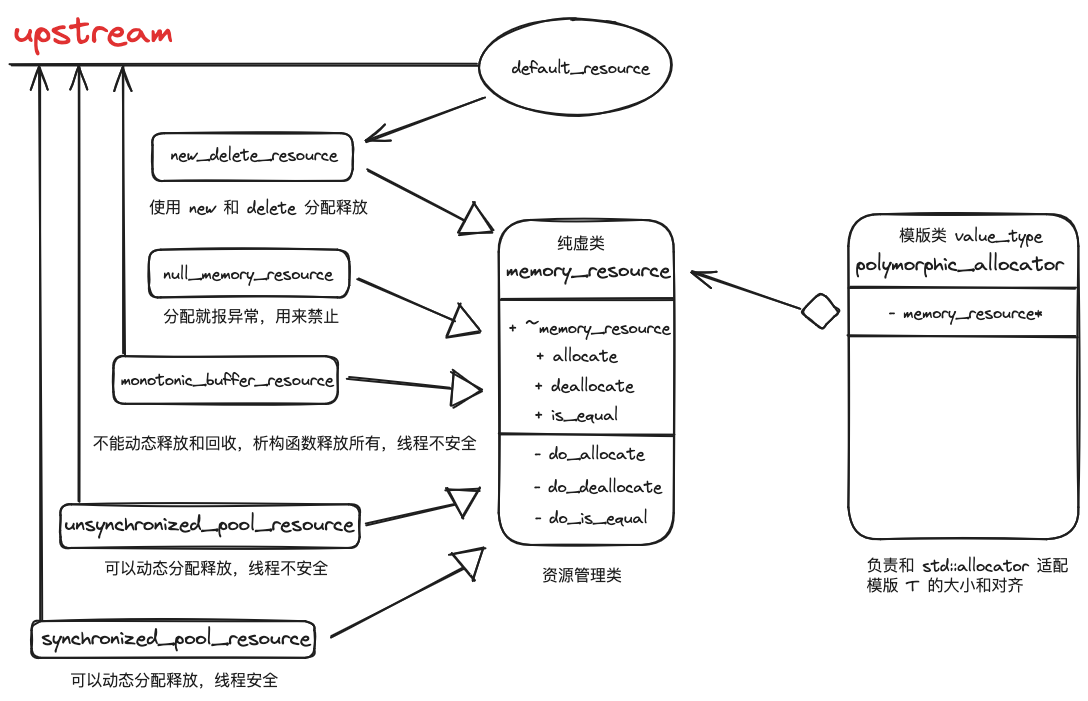 upstream
default_resource
new_delete_resource
使用 new 和 delete 分配释放
null_memory_resource
分配就报异常，用来禁止
monotonic_buffer_resource
不能动态释放和回收，析构函数释放所有，线程不安全
unsynchronized_pool_resource
可以动态分配释放，线程不安全
synchronized_pool_resource
可以动态分配释放，线程安全
纯虚类
memory_resource
+ ~memory_resource
+ allocate
+ deallocate
+ is_equal
- do_allocate
- do_deallocate
- do_is_equal
资源管理类
模版类 value_type
polymorphic_allocator
- memory_resource*
负责和 std::allocator 适配
模版 T 的大小和对齐